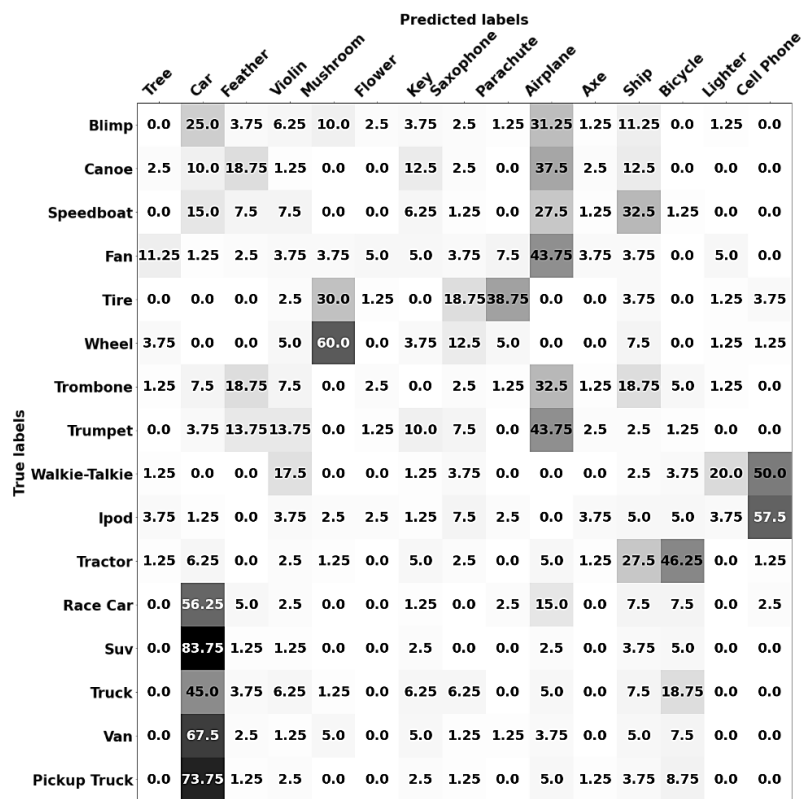 Predicted labels
Tree Car Feather Violin Mushroom Flower Key Saxophone Parachute Airplane Axe Ship Bicycle Lighter Cell Phone
True labels
Blimp 0.0 25.0 3.75 6.25 10.0 2.5 3.75 2.5 1.25 31.25 1.25 11.25 0.0 1.25 0.0
Canoe 2.5 10.0 18.75 1.25 0.0 0.0 12.5 2.5 0.0 37.5 2.5 12.5 0.0 0.0 0.0
Speedboat 0.0 15.0 7.5 7.5 0.0 0.0 6.25 1.25 0.0 27.5 1.25 32.5 1.25 0.0 0.0
Fan 11.25 1.25 2.5 3.75 3.75 5.0 5.0 3.75 7.5 43.75 3.75 3.75 0.0 5.0 0.0
Tire 0.0 0.0 0.0 2.5 30.0 1.25 0.0 18.75 38.75 0.0 0.0 3.75 0.0 1.25 3.75
Wheel 3.75 0.0 0.0 5.0 60.0 0.0 3.75 12.5 5.0 0.0 0.0 7.5 0.0 1.25 1.25
Trombone 1.25 7.5 18.75 7.5 0.0 2.5 0.0 2.5 1.25 32.5 1.25 18.75 5.0 1.25 0.0
Trumpet 0.0 3.75 13.75 13.75 0.0 1.25 10.0 7.5 0.0 43.75 2.5 2.5 1.25 0.0 0.0
Walkie-Talkie 1.25 0.0 0.0 17.5 0.0 0.0 1.25 3.75 0.0 0.0 0.0 2.5 3.75 20.0 50.0
Ipod 3.75 1.25 0.0 3.75 2.5 2.5 1.25 7.5 2.5 0.0 3.75 5.0 5.0 3.75 57.5
Tractor 1.25 6.25 0.0 2.5 1.25 0.0 5.0 2.5 0.0 5.0 1.25 27.5 46.25 0.0 1.25
Race Car 0.0 56.25 5.0 2.5 0.0 0.0 1.25 0.0 2.5 15.0 0.0 7.5 7.5 0.0 2.5
Suv 0.0 83.75 1.25 1.25 0.0 0.0 2.5 0.0 0.0 2.5 0.0 3.75 5.0 0.0 0.0
Truck 0.0 45.0 3.75 6.25 1.25 0.0 6.25 6.25 0.0 5.0 0.0 7.5 18.75 0.0 0.0
Van 0.0 67.5 2.5 1.25 5.0 0.0 5.0 1.25 1.25 3.75 0.0 5.0 7.5 0.0 0.0
Pickup Truck 0.0 73.75 1.25 2.5 0.0 0.0 2.5 1.25 0.0 5.0 1.25 3.75 8.75 0.0 0.0